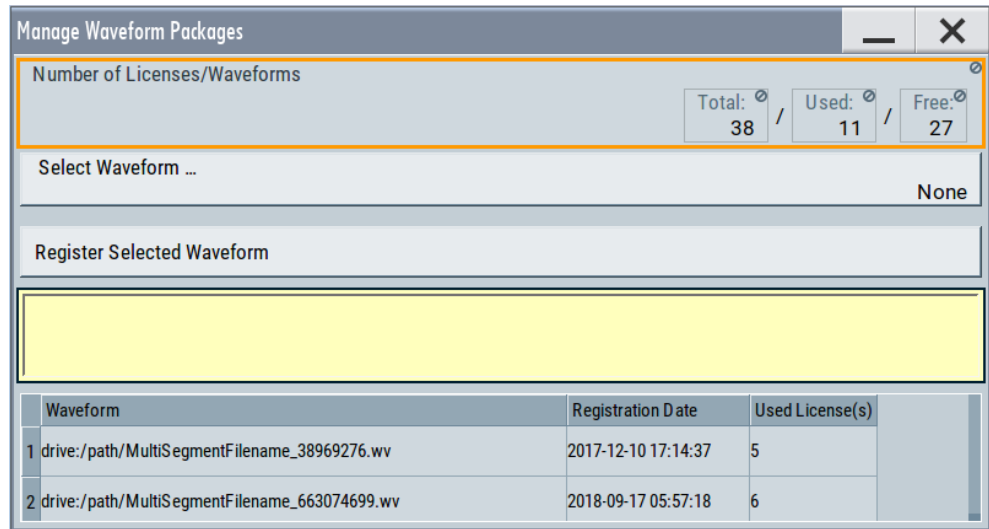 Manage Waveform Packages
Number of Licenses/Waveforms
Total: / Used: / Free:
38 11 27
Select Waveform ...
None
Register Selected Waveform
Waveform Registration Date Used License(s)
1 drive:/path/MultiSegmentFilename_38969276.wv 2017-12-10 17:14:37 5
2 drive:/path/MultiSegmentFilename_663074699.wv 2018-09-17 05:57:18 6